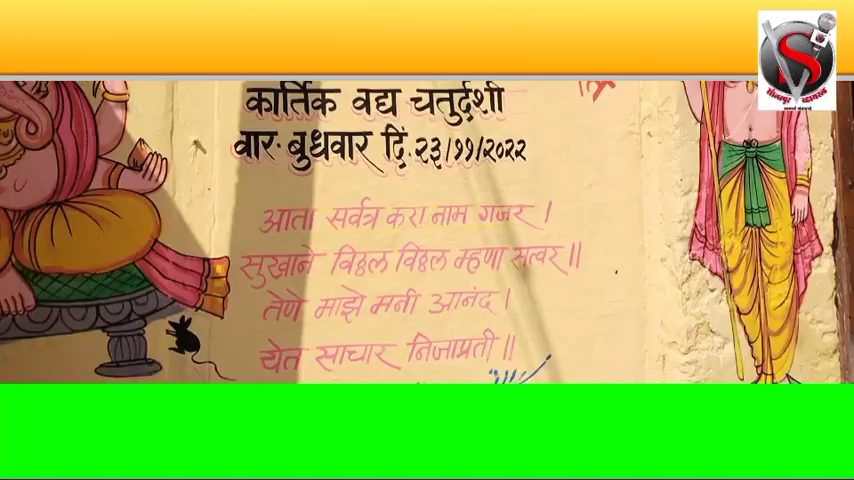 कार्तिक वद्य चतुर्दशी
वार. बुधवार दि. २३/११/२०२२
आता सर्वत्र करा नाम गजर ।
सुखाने विठ्ठल विठ्ठल म्हणा सत्वर ॥
तेणे माझे मनी आनंद ।
येत साचार निजाप्रती ॥
सोलापूर व्हायरल